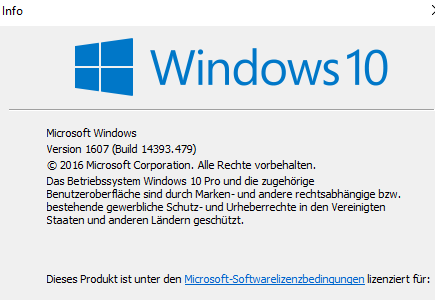 Info
Windows 10
Microsoft Windows
Version 1607 (Build 14393.479)
© 2016 Microsoft Corporation. Alle Rechte vorbehalten.
Das Betriebssystem Windows 10 Pro und die zugehörige
Benutzeroberfläche sind durch Marken- und andere rechtsabhängige bzw.
bestehende gewerbliche Schutz- und Urheberrechte in den Vereinigten
Staaten und anderen Ländern geschützt.
Dieses Produkt ist unter den Microsoft-Softwarelizenzbedingungen lizenziert für: